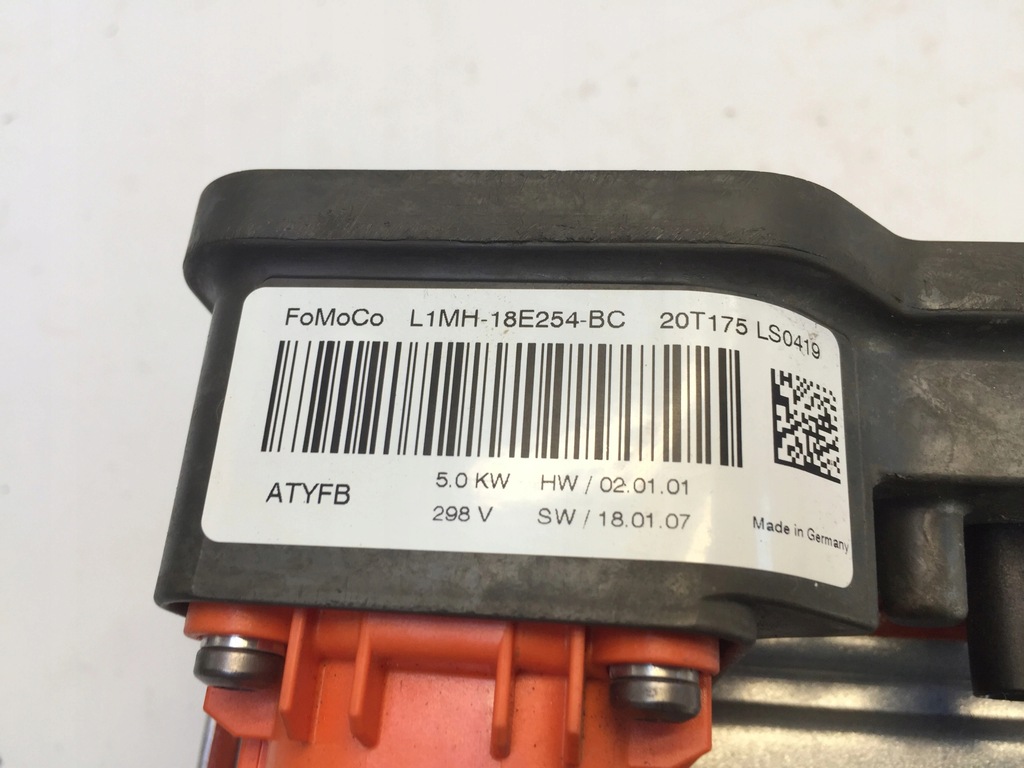 FoMoCo L1MH-18E254-BC 20T175 LS0419
ATYFB
5.0 KW HW / 02.01.01
298 V SW / 18.01.07
Made in Germany